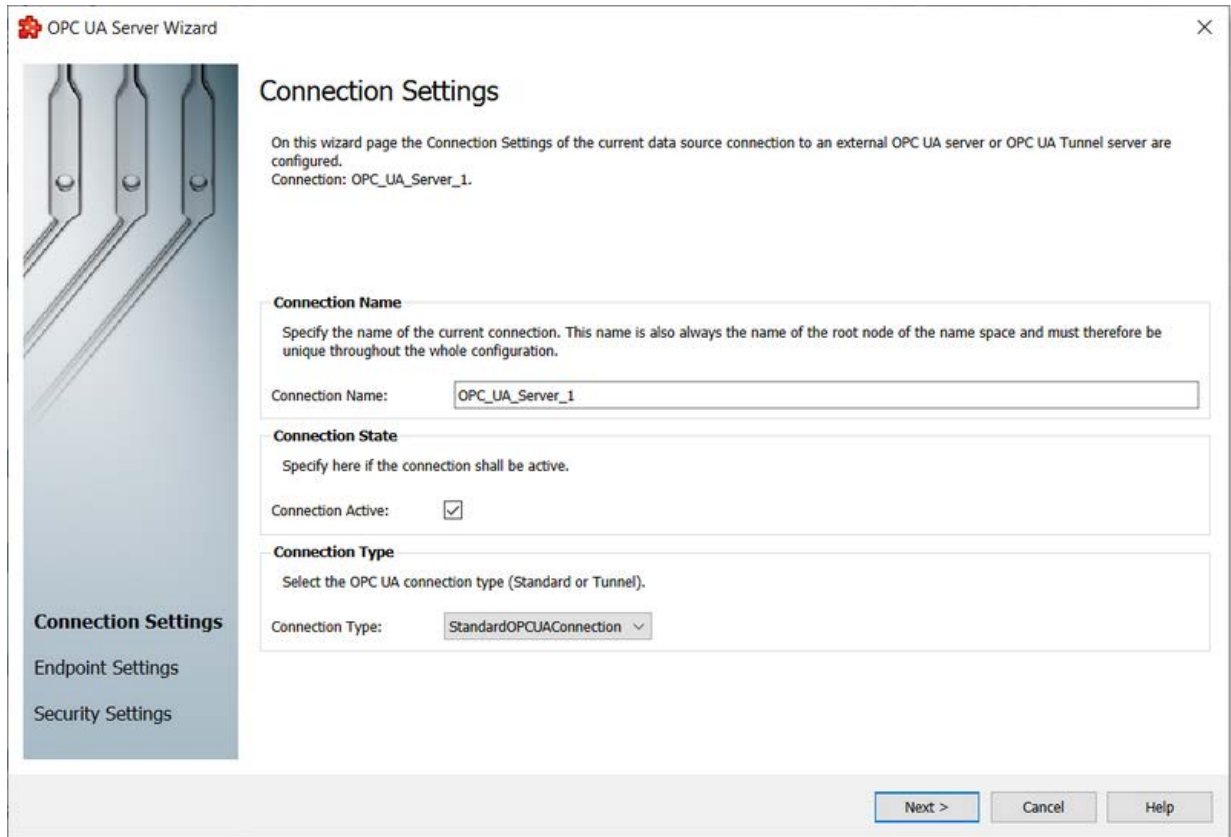 OPC UA Server Wizard
Connection Settings
On this wizard page the Connection Settings of the current data source connection to an external OPC UA server or OPC UA Tunnel server are
configured.
Connection: OPC_UA_Server_1.
Connection Name
Specify the name of the current connection. This name is also always the name of the root node of the name space and must therefore be
unique throughout the whole configuration.
Connection Name: OPC_UA_Server_1
Connection State
Specify here if the connection shall be active.
Connection Active:
Connection Type
Select the OPC UA connection type (Standard or Tunnel).
Connection Type: StandardOPCUAConnection
Connection Settings
Endpoint Settings
Security Settings
Next > Cancel Help